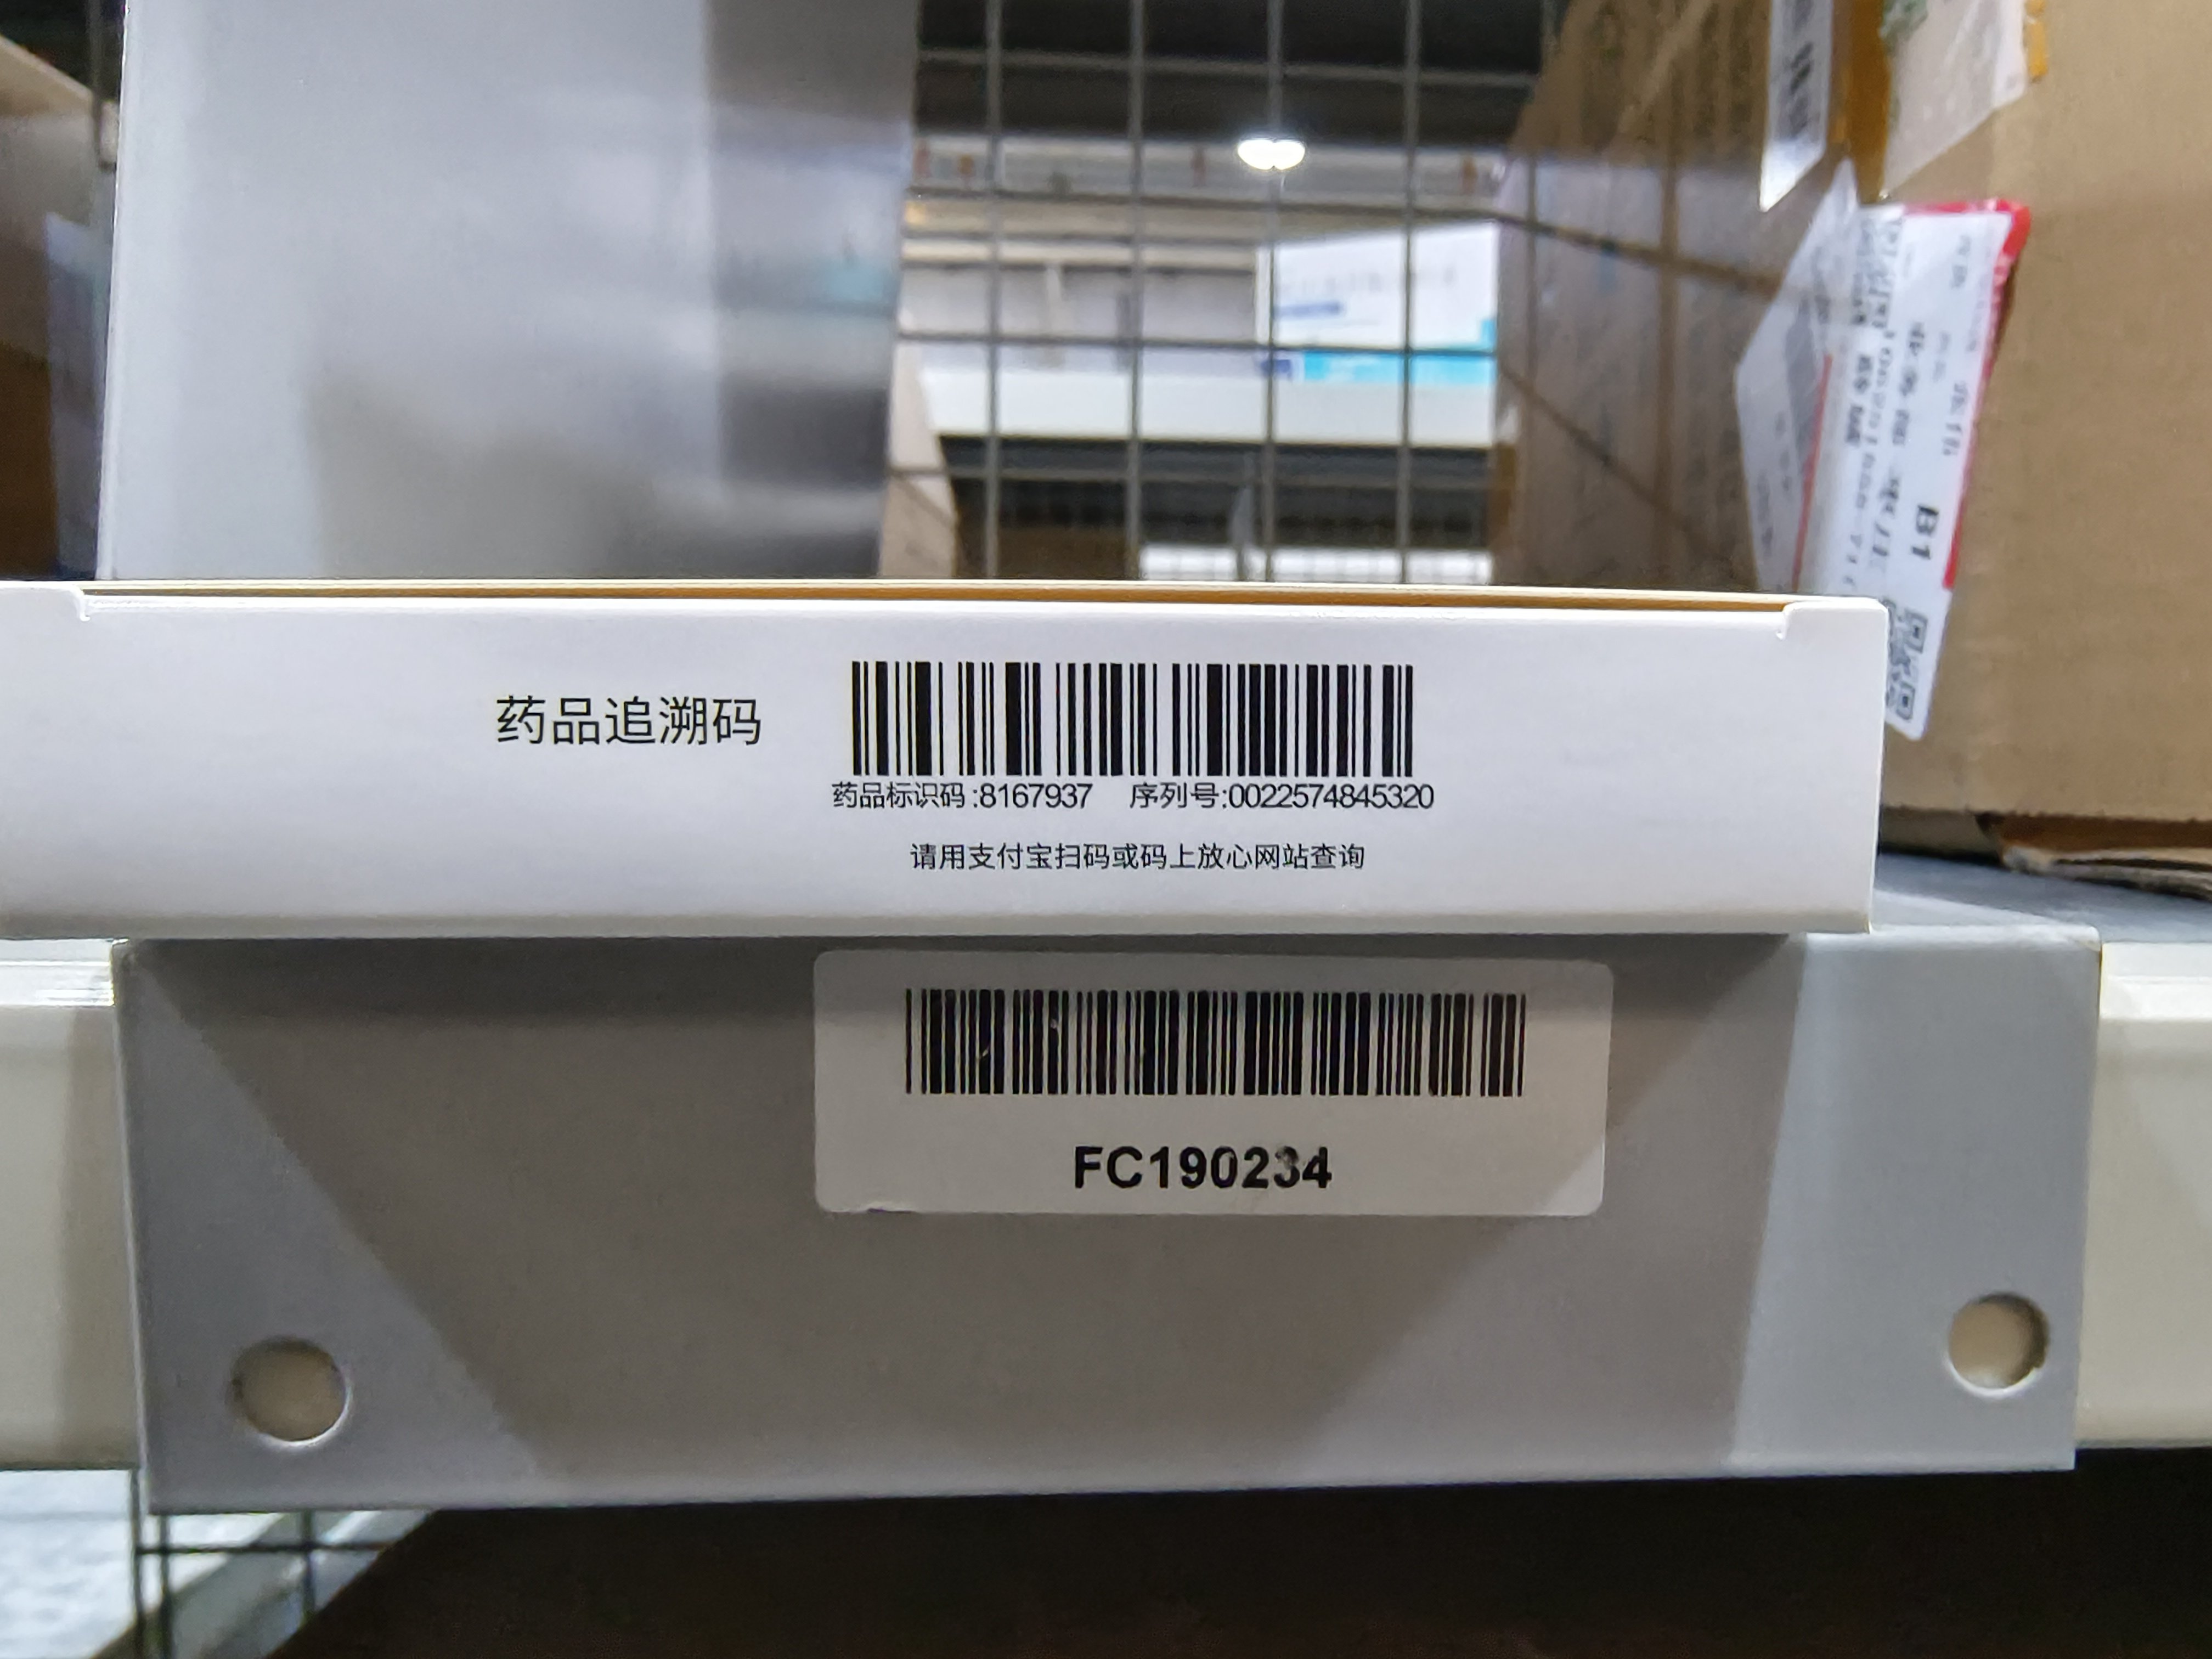 B1
药品追溯码
药品标识码:8167937 序列号:0022574845320
请用支付宝扫码或码上放心网站查询
FC190234